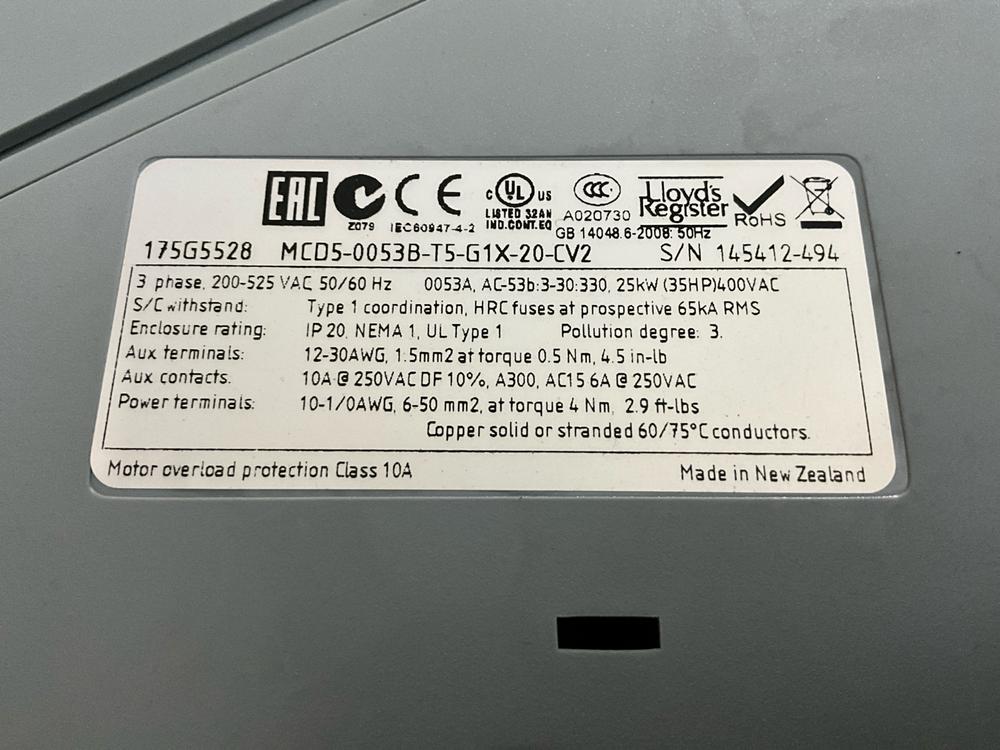 EAC CE c UL US CCC Lloyd's Register RoHS
Z079 IEC60947-4-2 LISTED 32AN IND.CONT.EQ A020730 GB 14048.6-2008: 50Hz
175G5528 MCD5-0053B-T5-G1X-20-CV2 S/N 145412-494
3 phase, 200-525 VAC 50/60 Hz 0053A, AC-53b:3-30:330, 25kW (35HP)400VAC
S/C withstand: Type 1 coordination, HRC fuses at prospective 65kA RMS
Enclosure rating: IP 20, NEMA 1, UL Type 1 Pollution degree: 3.
Aux terminals: 12-30AWG, 1.5mm2 at torque 0.5 Nm, 4.5 in-lb
Aux contacts. 10A @ 250VAC DF 10%, A300, AC15 6A @ 250VAC
Power terminals: 10-1/0AWG, 6-50 mm2, at torque 4 Nm, 2.9 ft-lbs
Copper solid or stranded 60/75°C conductors.
Motor overload protection Class 10A Made in New Zealand